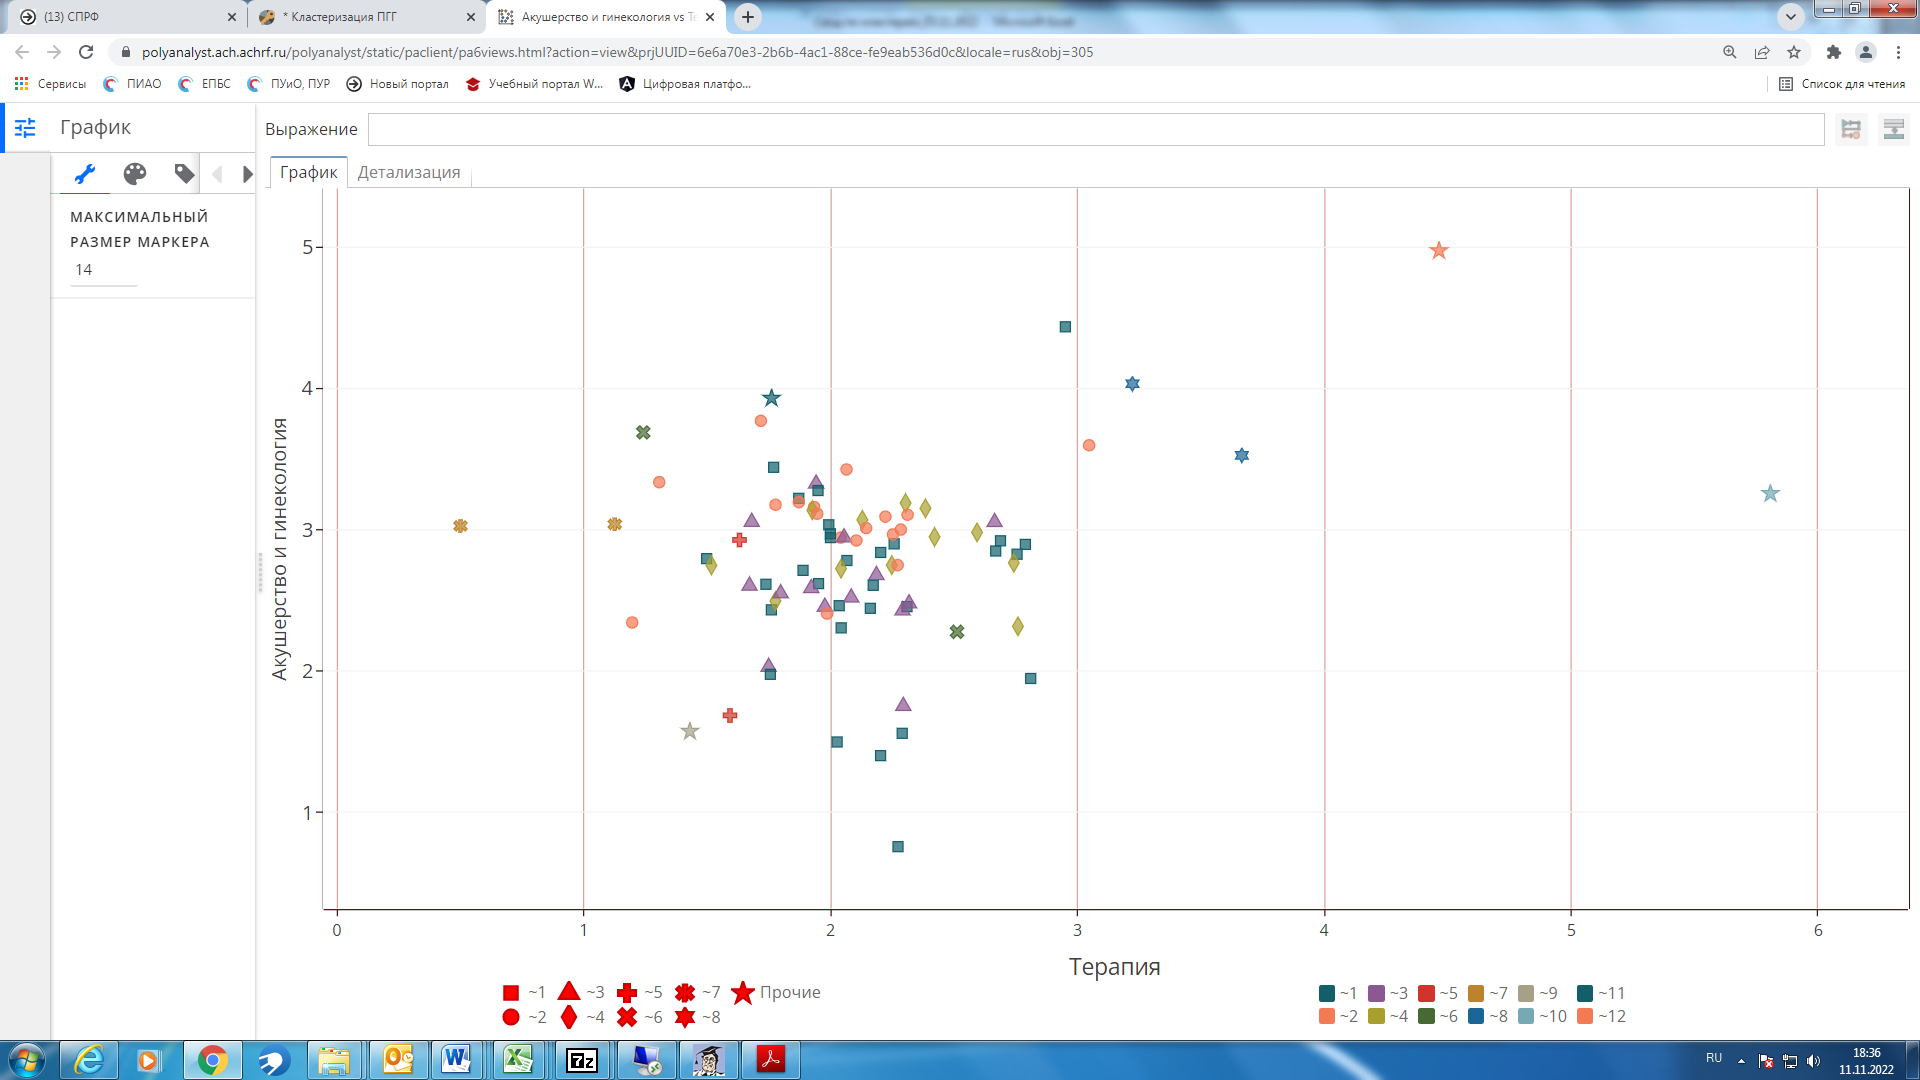 (13) СПРФ
* Кластеризация ПГГ
Акушерство и гинекология vs Те
polyanalyst.ach.achrf.ru/polyanalyst/static/paclient/pa6views.html?action=view&prjUUID=6e6a70e3-2b6b-4ac1-88ce-fe9eab536d0c&locale=rus&obj=305
Сервисы
ПИАО
ЕПБС
ПУиО, ПУР
Новый портал
Учебный портал W...
Цифровая платфо...
Список для чтения
График
Выражение
График
Детализация
МАКСИМАЛЬНЫЙ
РАЗМЕР МАРКЕРА
14
Акушерство и гинекология
5
4
3
2
1
0 1 2 3 4 5 6
Терапия
~1 ~3 ~5 ~7 Прочие
~2 ~4 ~6 ~8
~1 ~3 ~5 ~7 ~9 ~11
~2 ~4 ~6 ~8 ~10 ~12
7z
RU
18:36
11.11.2022